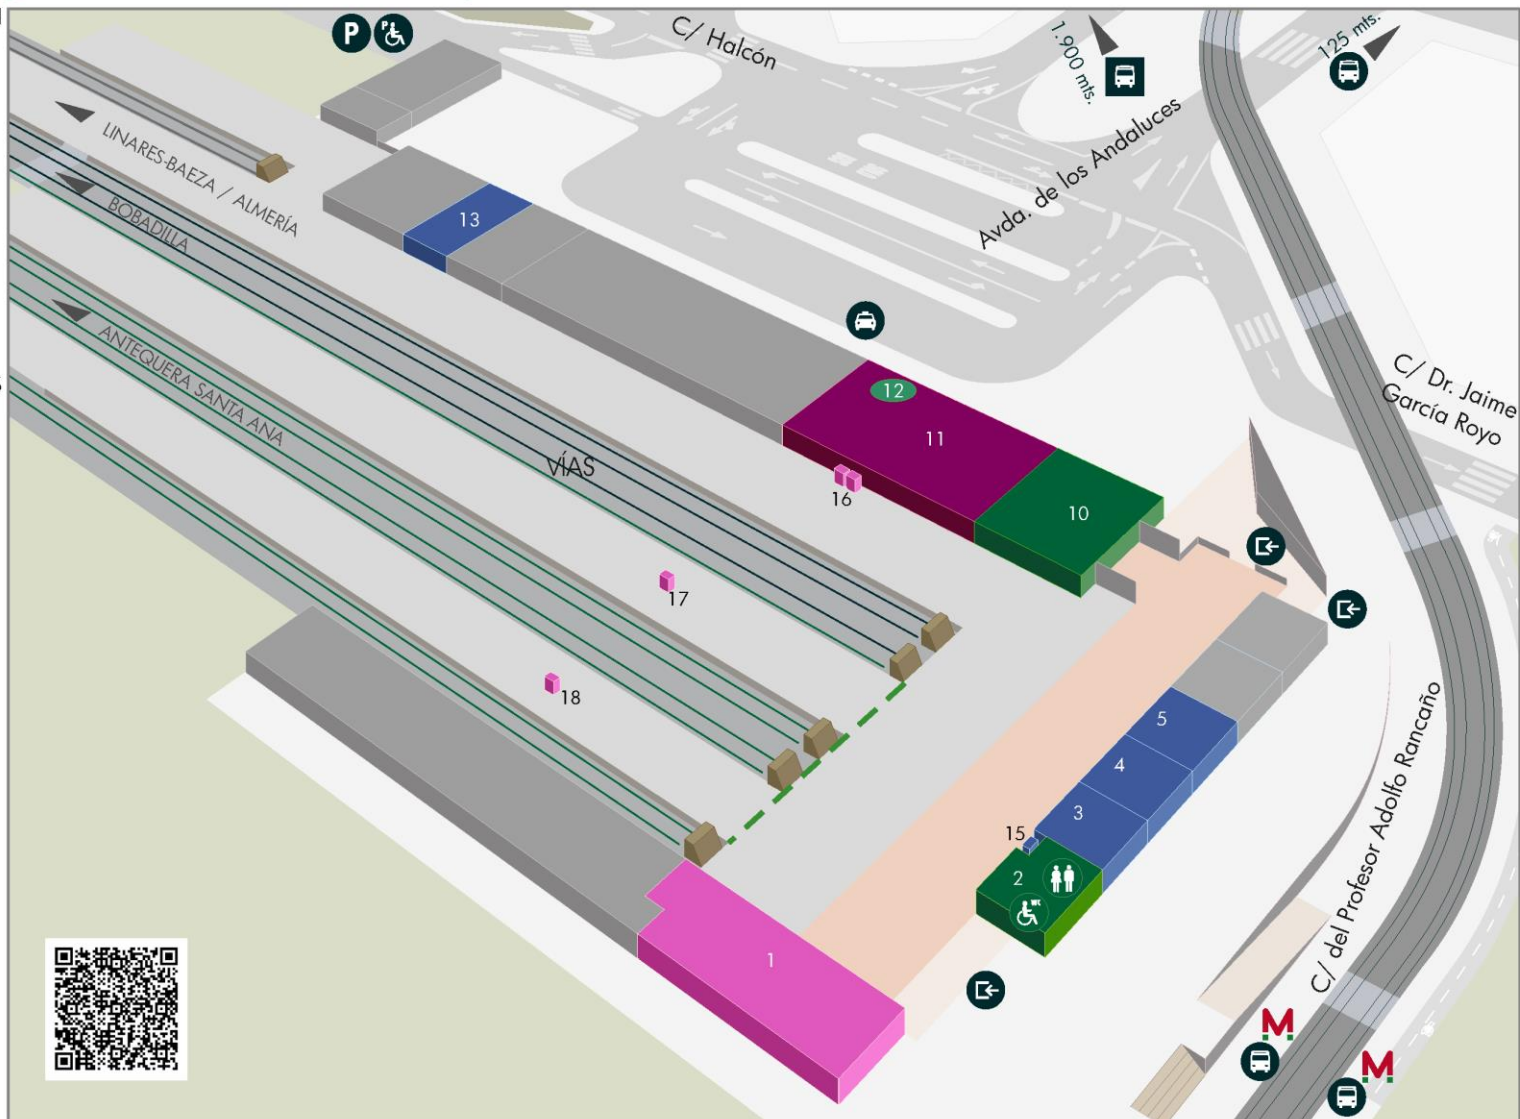 P
P
C/ Halcón
1.900 mts.
125 mts.
Avda. de los Andaluces
LINARES-BAEZA / ALMERÍA
BOBADILLA
ANTEQUERA SANTA ANA
13
12
11
VÍAS
16
10
C/ Dr. Jaime
García Royo
17
18
5
4
3
15
2
WC
1
C/ del Profesor Adolfo Rancaño
M
M